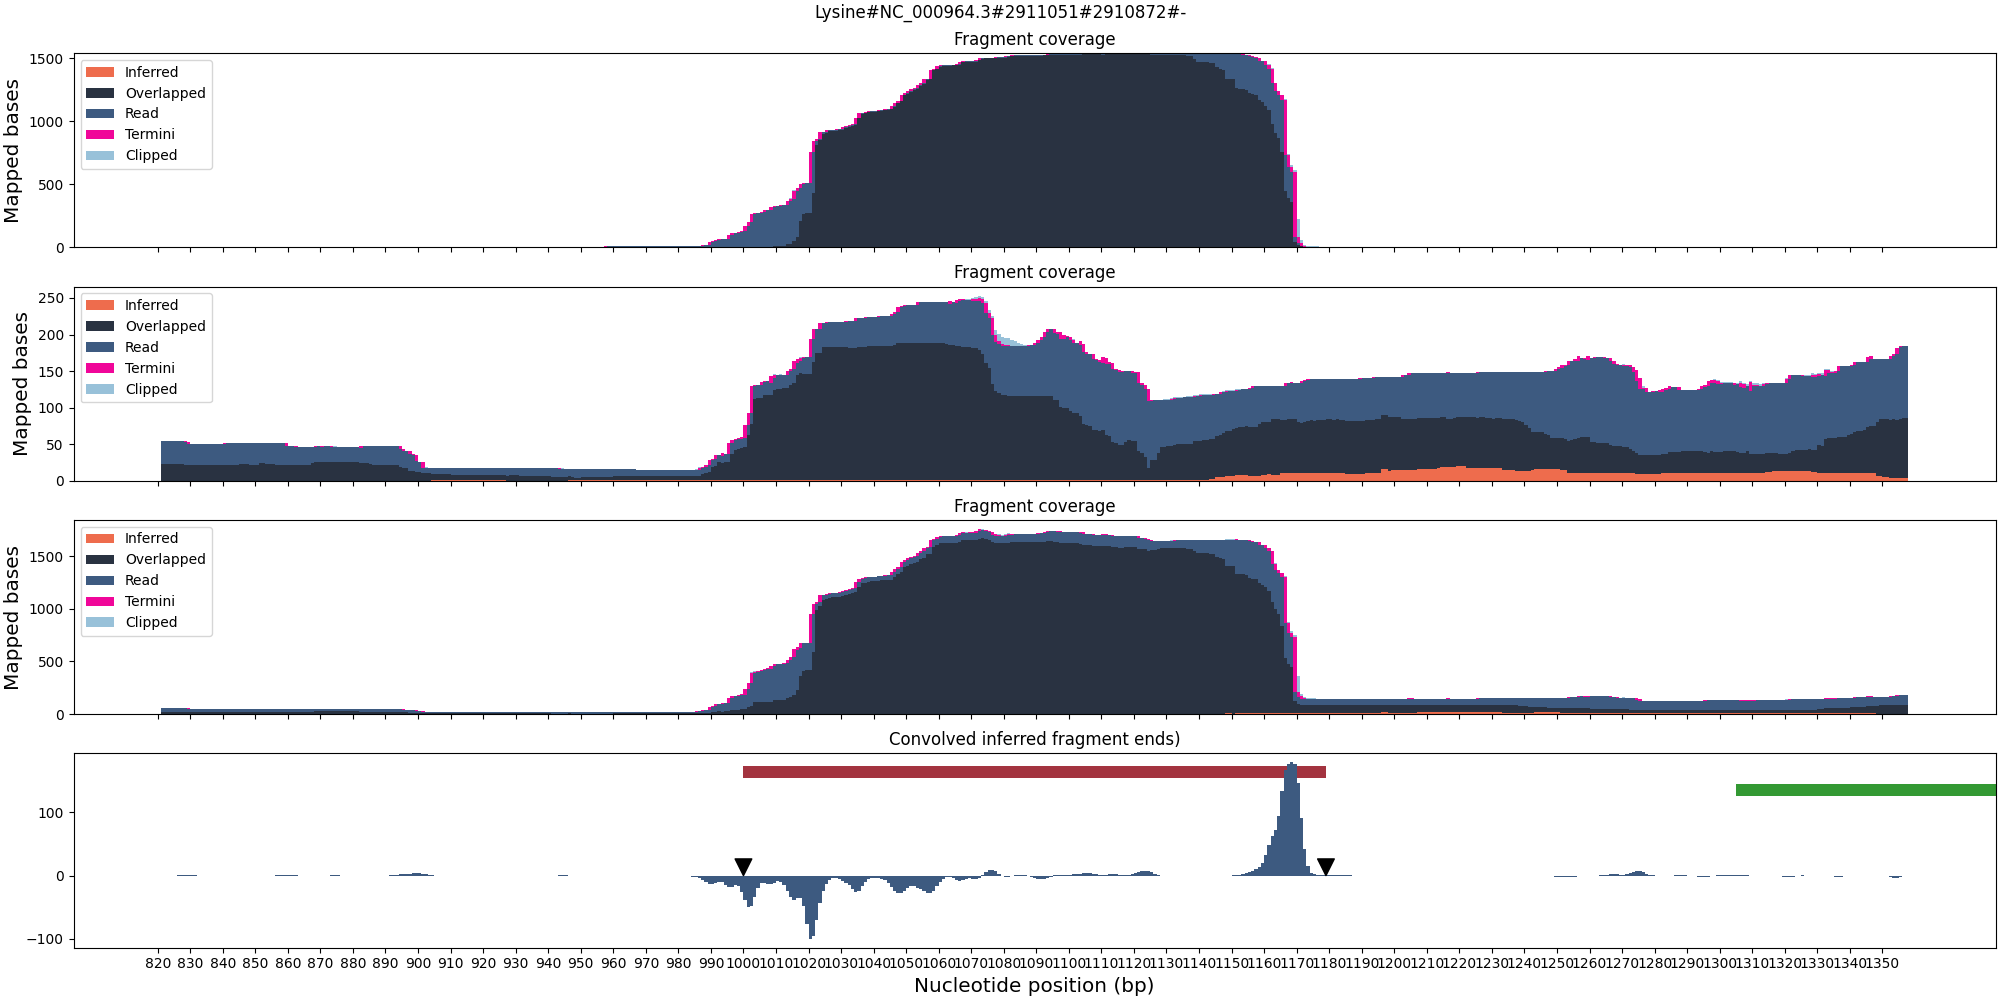 Lysine#NC_000964.3#2911051#2910872#-
Fragment coverage
Mapped bases
1500
1000
500
0
Inferred
Overlapped
Read
Termini
Clipped
Fragment coverage
Mapped bases
250
200
150
100
50
0
Inferred
Overlapped
Read
Termini
Clipped
Fragment coverage
Mapped bases
1500
1000
500
0
Inferred
Overlapped
Read
Termini
Clipped
Convolved inferred fragment ends)
100
0
−100
820 830 840 850 860 870 880 890 900 910 920 930 940 950 960 970 980 990 1000 1010 1020 1030 1040 1050 1060 1070 1080 1090 1100 1110 1120 1130 1140 1150 1160 1170 1180 1190 1200 1210 1220 1230 1240 1250 1260 1270 1280 1290 1300 1310 1320 1330 1340 1350
Nucleotide position (bp)